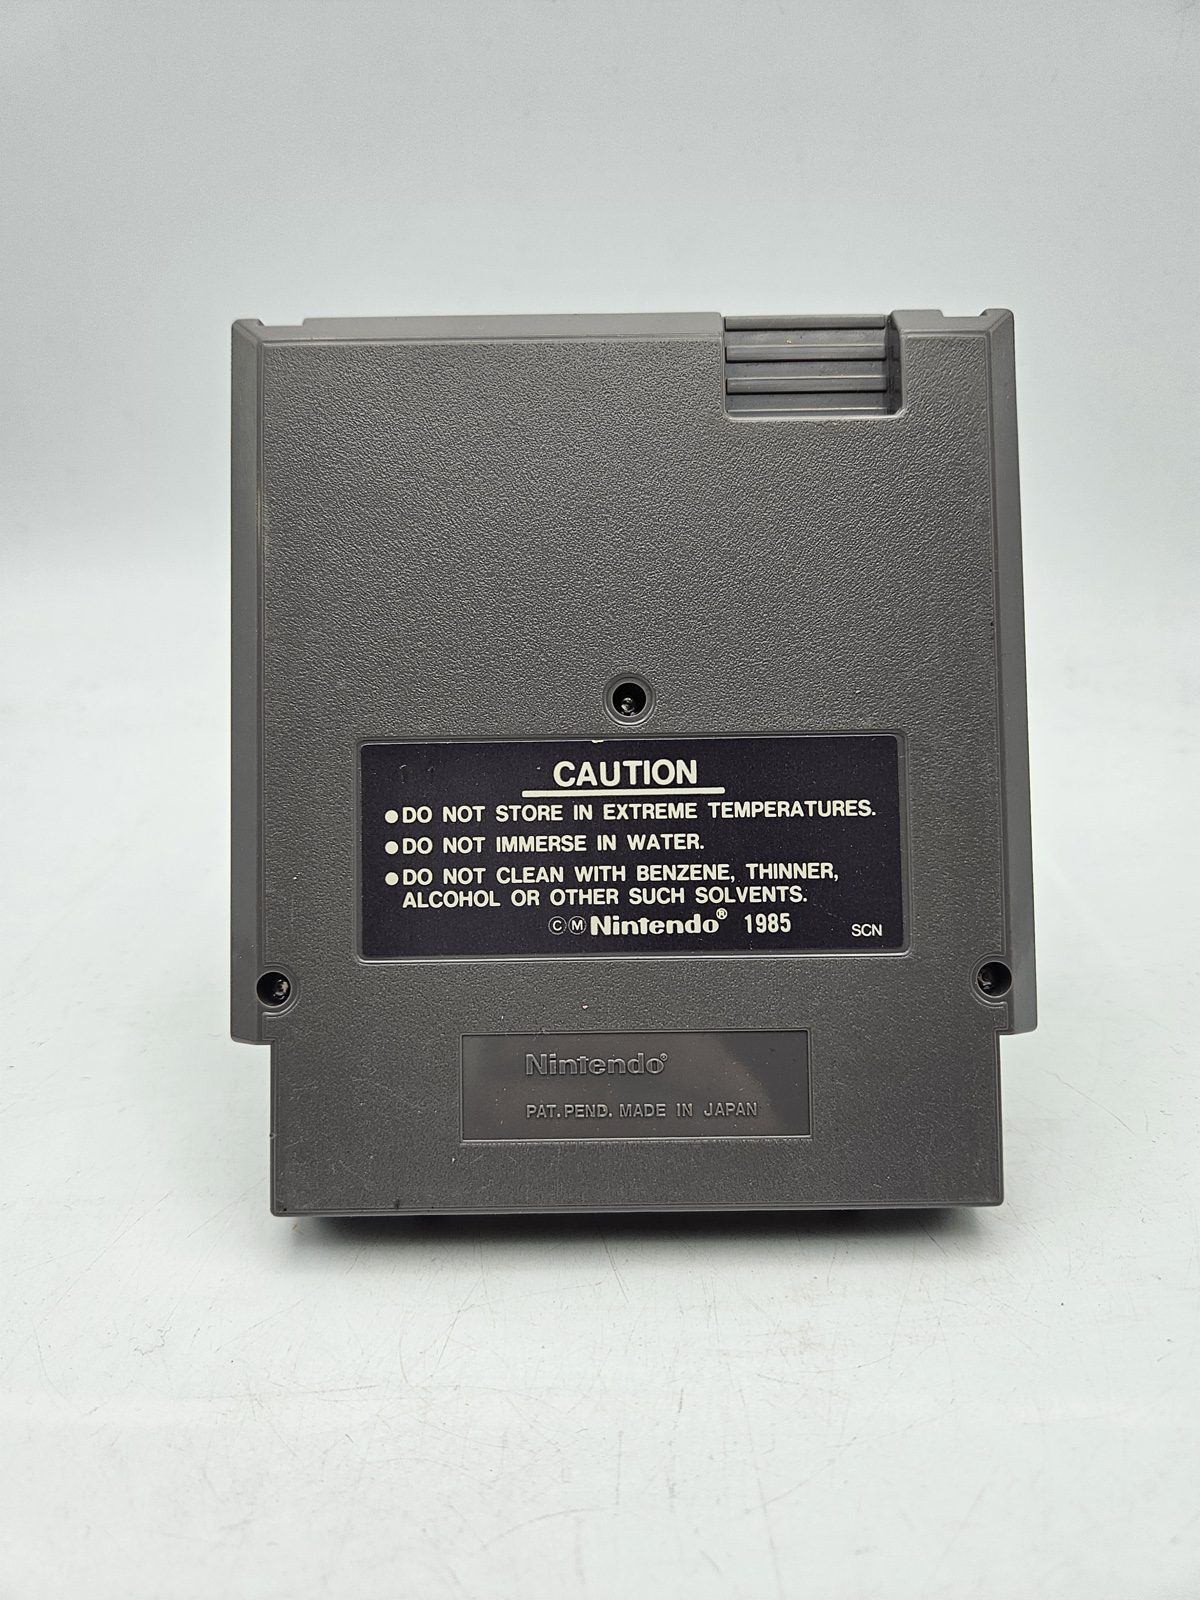 CAUTION
●DO NOT STORE IN EXTREME TEMPERATURES.
●DO NOT IMMERSE IN WATER.
●DO NOT CLEAN WITH BENZENE, THINNER,
ALCOHOL OR OTHER SUCH SOLVENTS.
ⒸⓂNintendo® 1985 SCN
Nintendo®
PAT. PEND. MADE IN JAPAN